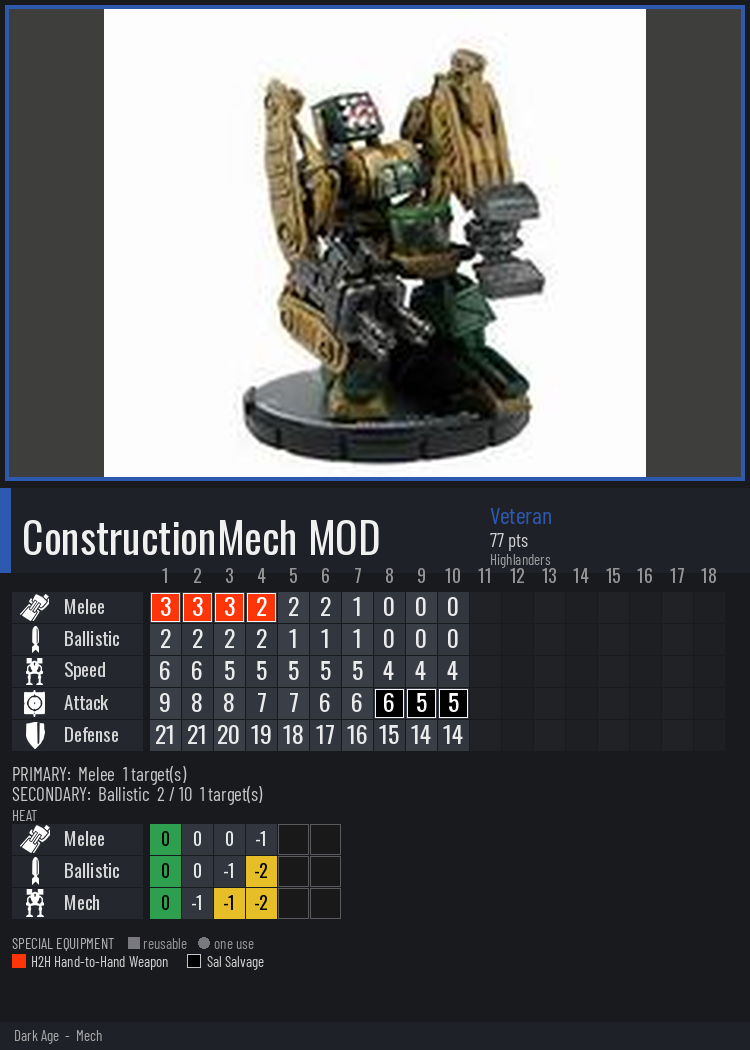 ConstructionMech MOD
Veteran
77 pts
Highlanders
1 2 3 4 5 6 7 8 9 10 11 12 13 14 15 16 17 18
Melee 3 3 3 2 2 2 1 0 0 0
Ballistic 2 2 2 2 1 1 1 0 0 0
Speed 6 6 5 5 5 5 5 4 4 4
Attack 9 8 8 7 7 6 6 6 5 5
Defense 21 21 20 19 18 17 16 15 14 14
PRIMARY: Melee 1 target(s)
SECONDARY: Ballistic 2 / 10 1 target(s)
HEAT
Melee 0 0 0 -1
Ballistic 0 0 -1 -2
Mech 0 -1 -1 -2
SPECIAL EQUIPMENT reusable one use
H2H Hand-to-Hand Weapon Sal Salvage
Dark Age - Mech